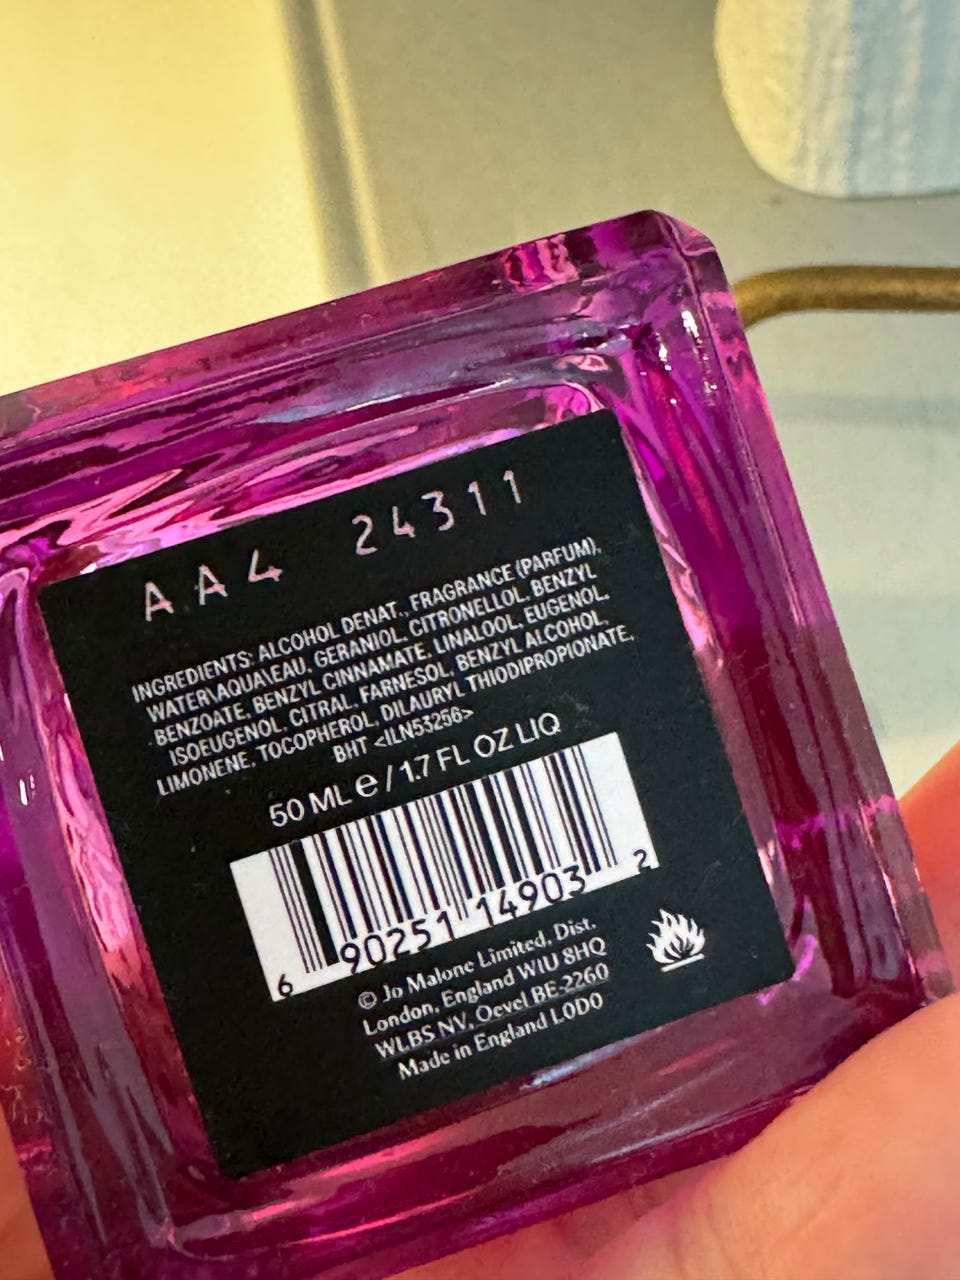 AA4 24311
INGREDIENTS: ALCOHOL DENAT., FRAGRANCE (PARFUM),
WATER\AQUA\EAU, GERANIOL, CITRONELLOL, BENZYL
BENZOATE, BENZYL CINNAMATE, LINALOOL, EUGENOL,
ISOEUGENOL, CITRAL, FARNESOL, BENZYL ALCOHOL,
LIMONENE, TOCOPHEROL, DILAURYL THIODIPROPIONATE,
BHT <ILN53256>
50 ML e / 1.7 FL OZ LIQ
6 90251 14903 2
© Jo Malone Limited, Dist.
London, England W1U 8HQ
WLBS NV, Oevel BE-2260
Made in England LODO